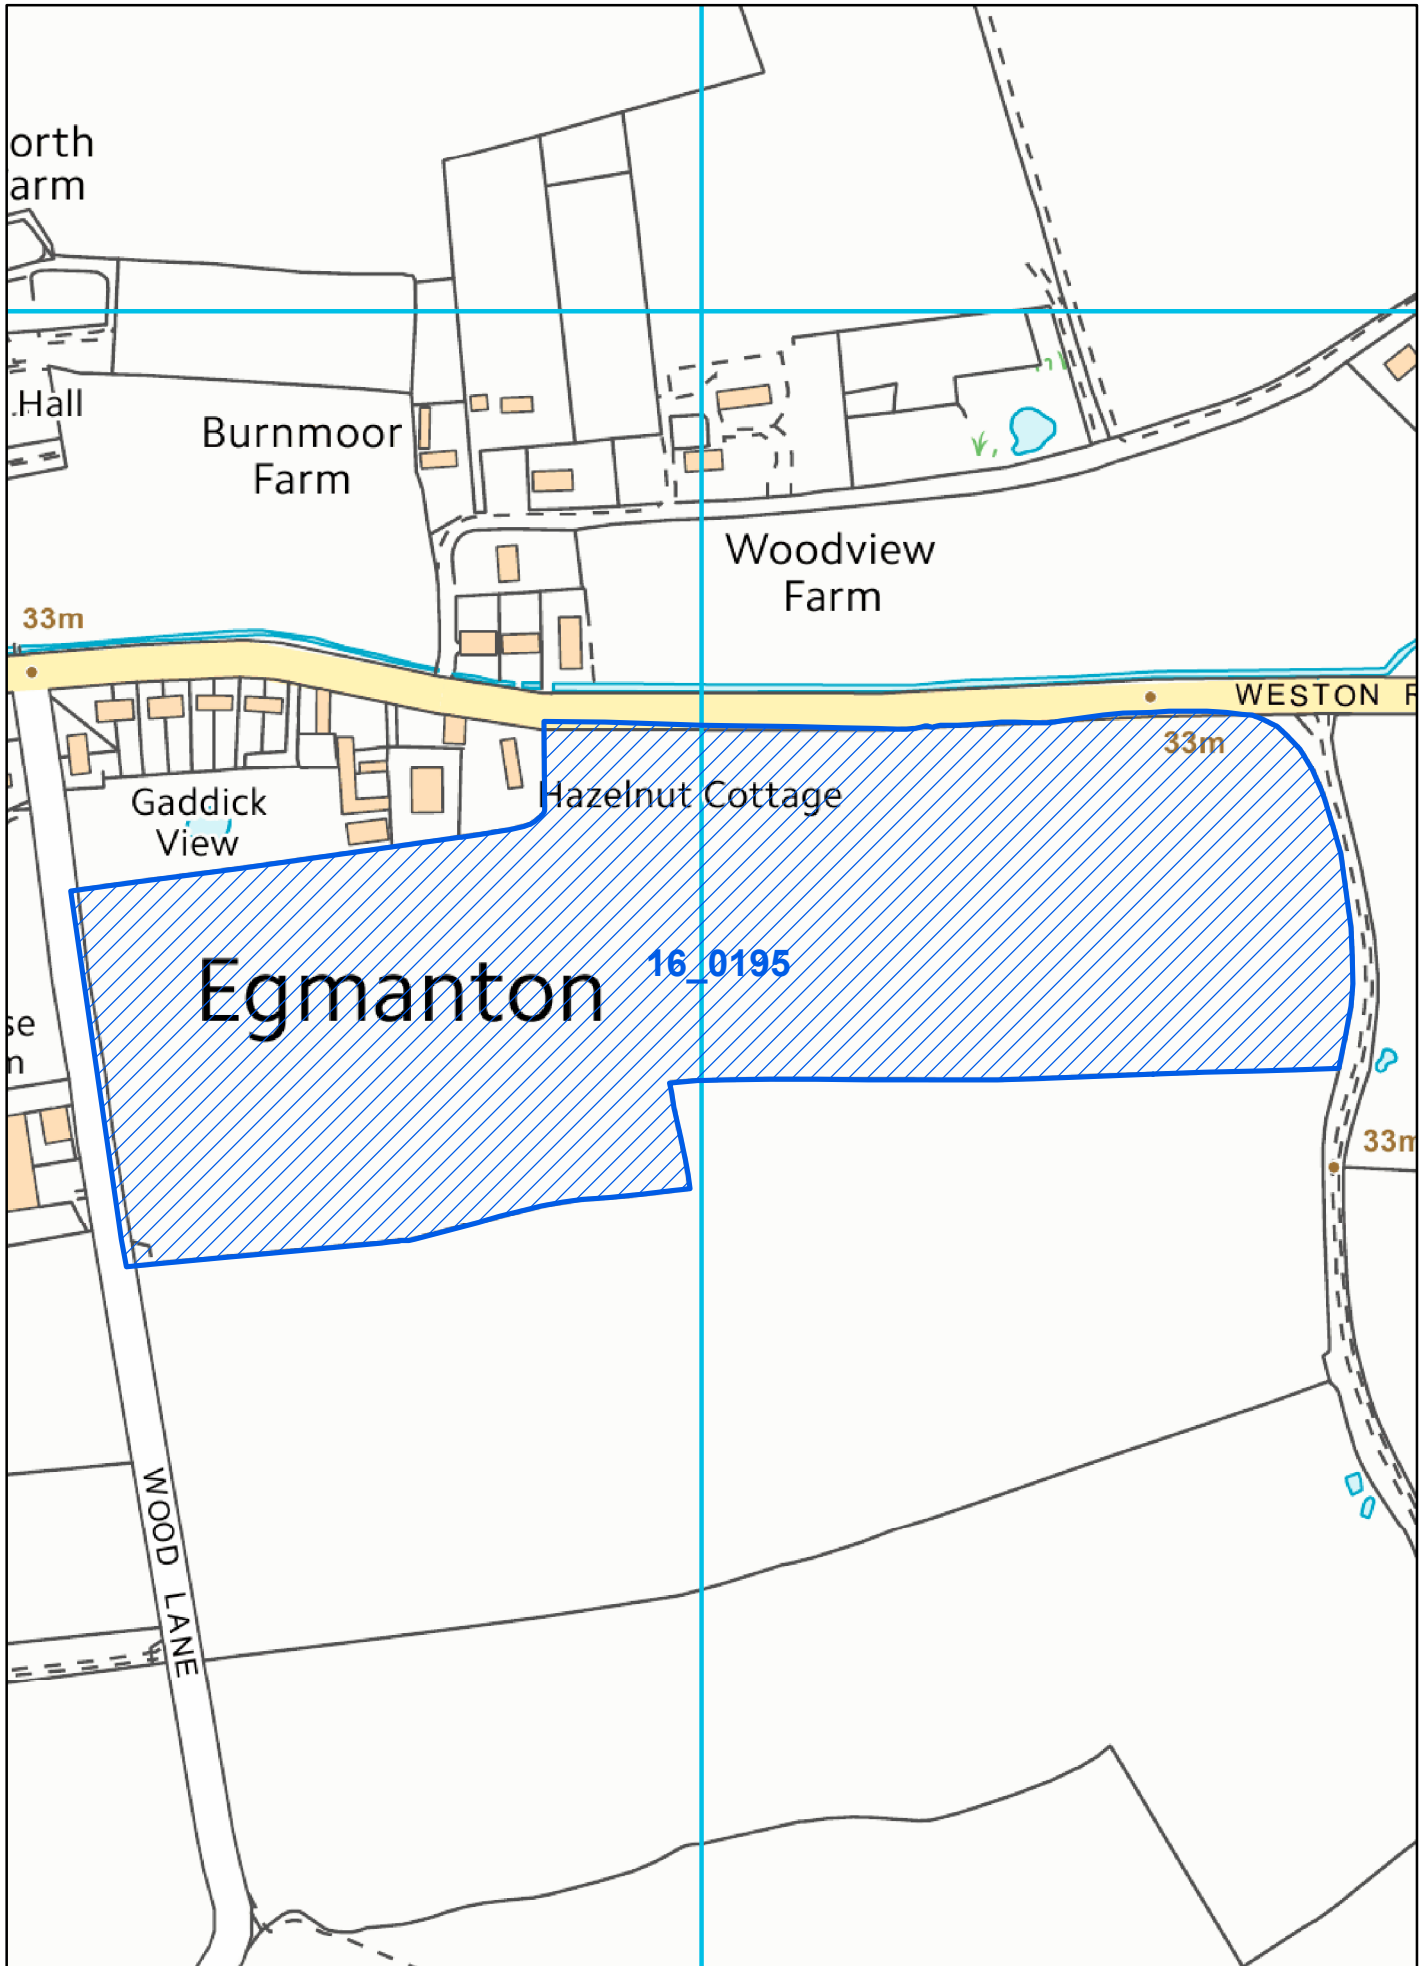 orth
arm
Hall
Burnmoor
Farm
Woodview
Farm
33m
WESTON R
33m
Hazelnut Cottage
Gaddick
View
16_0195
Egmanton
se
m
33m
WOOD LANE